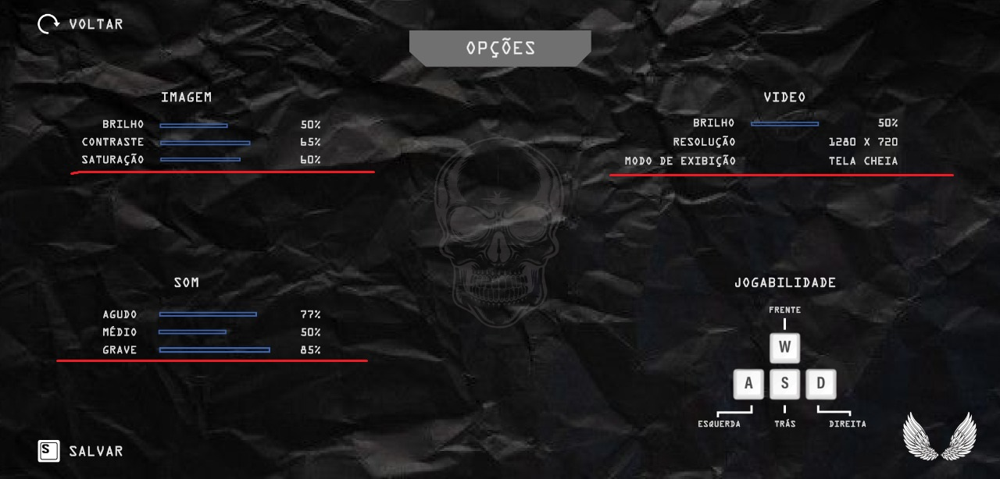 VOLTAR
OPÇÕES
IMAGEM
BRILHO 50%
CONTRASTE 65%
SATURAÇÃO 60%
VIDEO
BRILHO 50%
RESOLUÇÃO 1280 X 720
MODO DE EXIBIÇÃO TELA CHEIA
SOM
AGUDO 77%
MÉDIO 50%
GRAVE 85%
JOGABILIDADE
FRENTE
W
A S D
ESQUERDA TRÁS DIREITA
S SALVAR